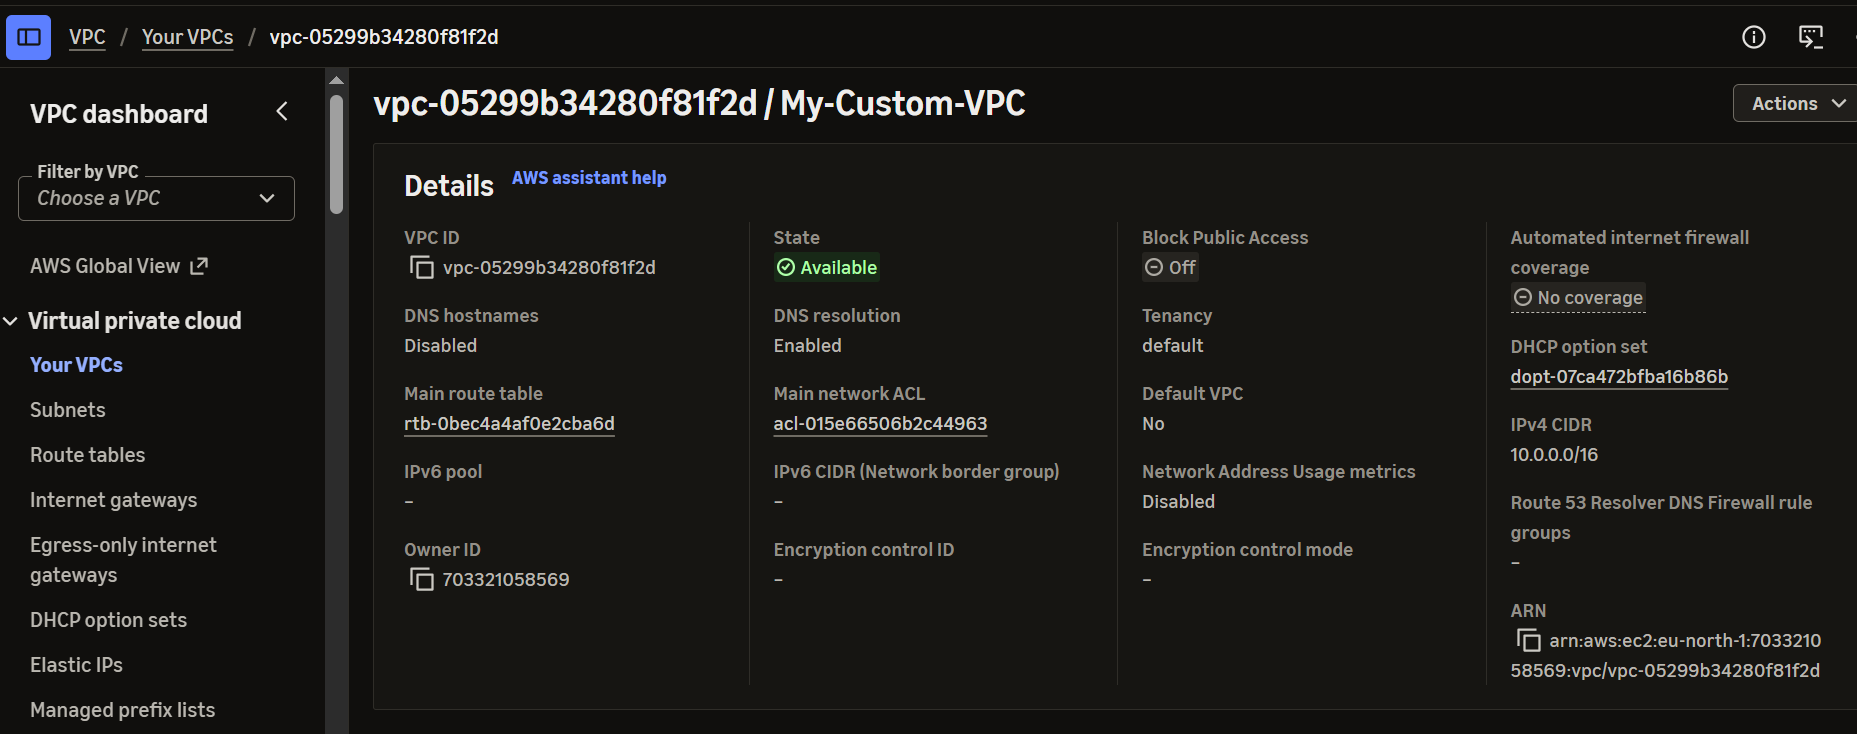 VPC / Your VPCs / vpc-05299b34280f81f2d
VPC dashboard
Filter by VPC
Choose a VPC
AWS Global View
Virtual private cloud
Your VPCs
Subnets
Route tables
Internet gateways
Egress-only internet
gateways
DHCP option sets
Elastic IPs
Managed prefix lists
vpc-05299b34280f81f2d / My-Custom-VPC
Actions
Details
AWS assistant help
VPC ID
vpc-05299b34280f81f2d
DNS hostnames
Disabled
Main route table
rtb-0bec4a4af0e2cba6d
IPv6 pool
–
Owner ID
703321058569
State
Available
DNS resolution
Enabled
Main network ACL
acl-015e66506b2c44963
IPv6 CIDR (Network border group)
–
Encryption control ID
–
Block Public Access
Off
Tenancy
default
Default VPC
No
Network Address Usage metrics
Disabled
Encryption control mode
–
Automated internet firewall
coverage
No coverage
DHCP option set
dopt-07ca472bfba16b86b
IPv4 CIDR
10.0.0.0/16
Route 53 Resolver DNS Firewall rule
groups
–
ARN
arn:aws:ec2:eu-north-1:7033210
58569:vpc/vpc-05299b34280f81f2d